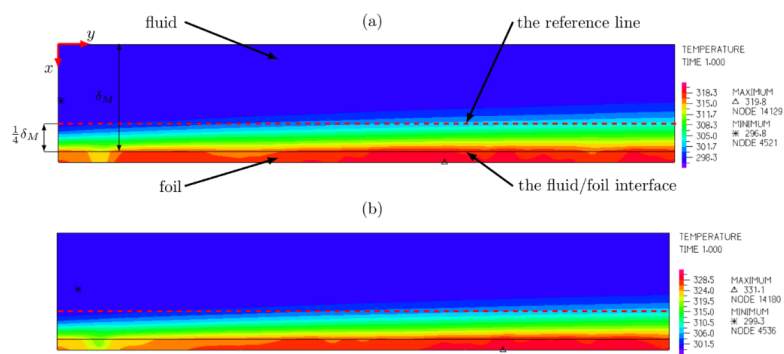 (a)
fluid
the reference line
y
x
δ_M
1/4 δ_M
foil
the fluid/foil interface
TEMPERATURE
TIME 1.000
318.3
315.0
311.7
308.3
305.0
301.7
298.3
MAXIMUM
△ 319.8
NODE 14129
MINIMUM
✳ 296.8
NODE 4521
(b)
TEMPERATURE
TIME 1.000
328.5
324.0
319.5
315.0
310.5
306.0
301.5
MAXIMUM
△ 331.1
NODE 14180
MINIMUM
✳ 299.3
NODE 4536